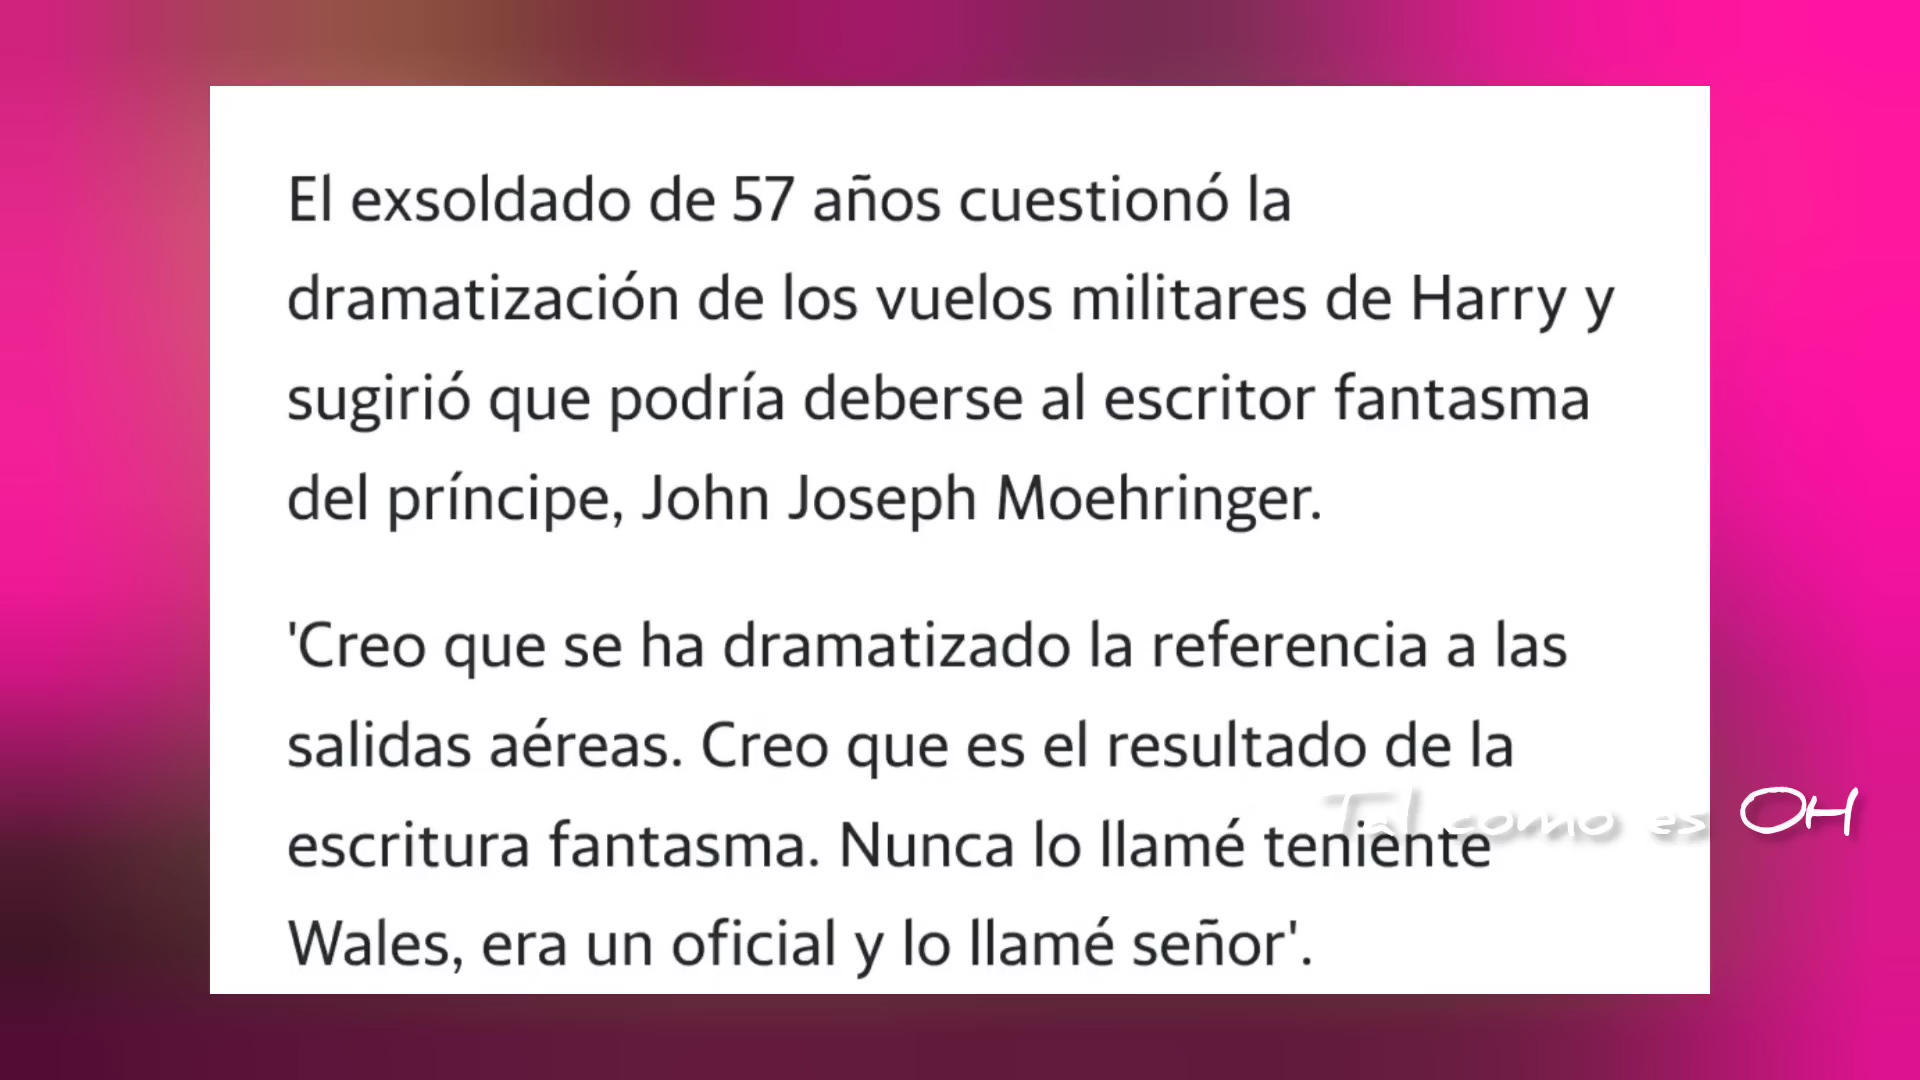 El exsoldado de 57 años cuestionó la
dramatización de los vuelos militares de Harry y
sugirió que podría deberse al escritor fantasma
del príncipe, John Joseph Moehringer.
'Creo que se ha dramatizado la referencia a las
salidas aéreas. Creo que es el resultado de la
Tal como es OH
escritura fantasma. Nunca lo llamé teniente
Wales, era un oficial y lo llamé señor'.